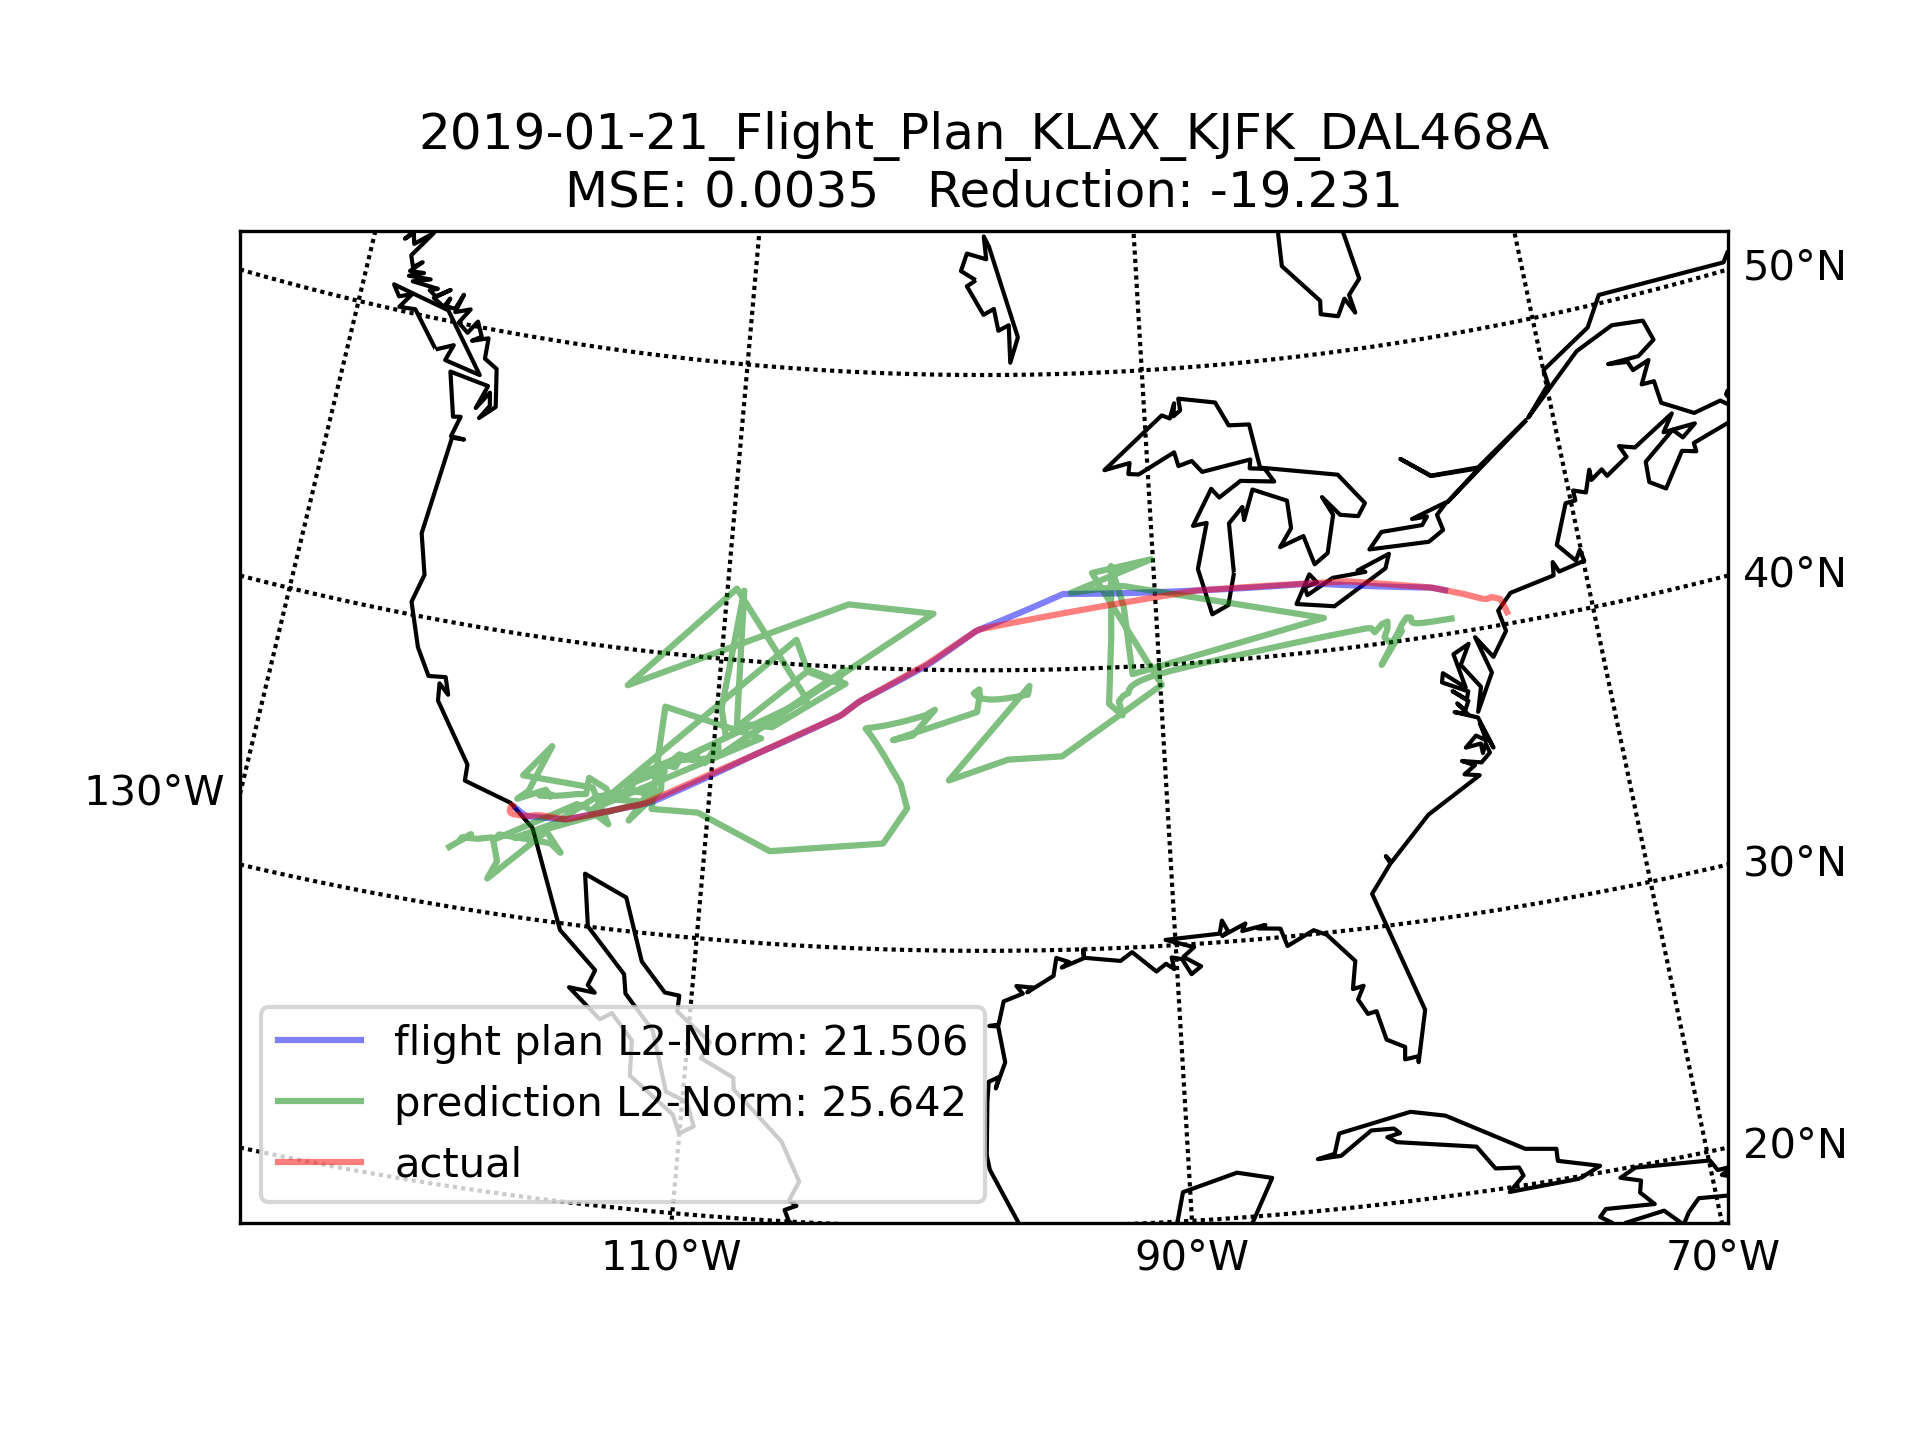 2019-01-21_Flight_Plan_KLAX_KJFK_DAL468A
MSE: 0.0035   Reduction: -19.231
50°N
40°N
130°W
30°N
flight plan L2-Norm: 21.506
prediction L2-Norm: 25.642
20°N
actual
110°W 90°W 70°W